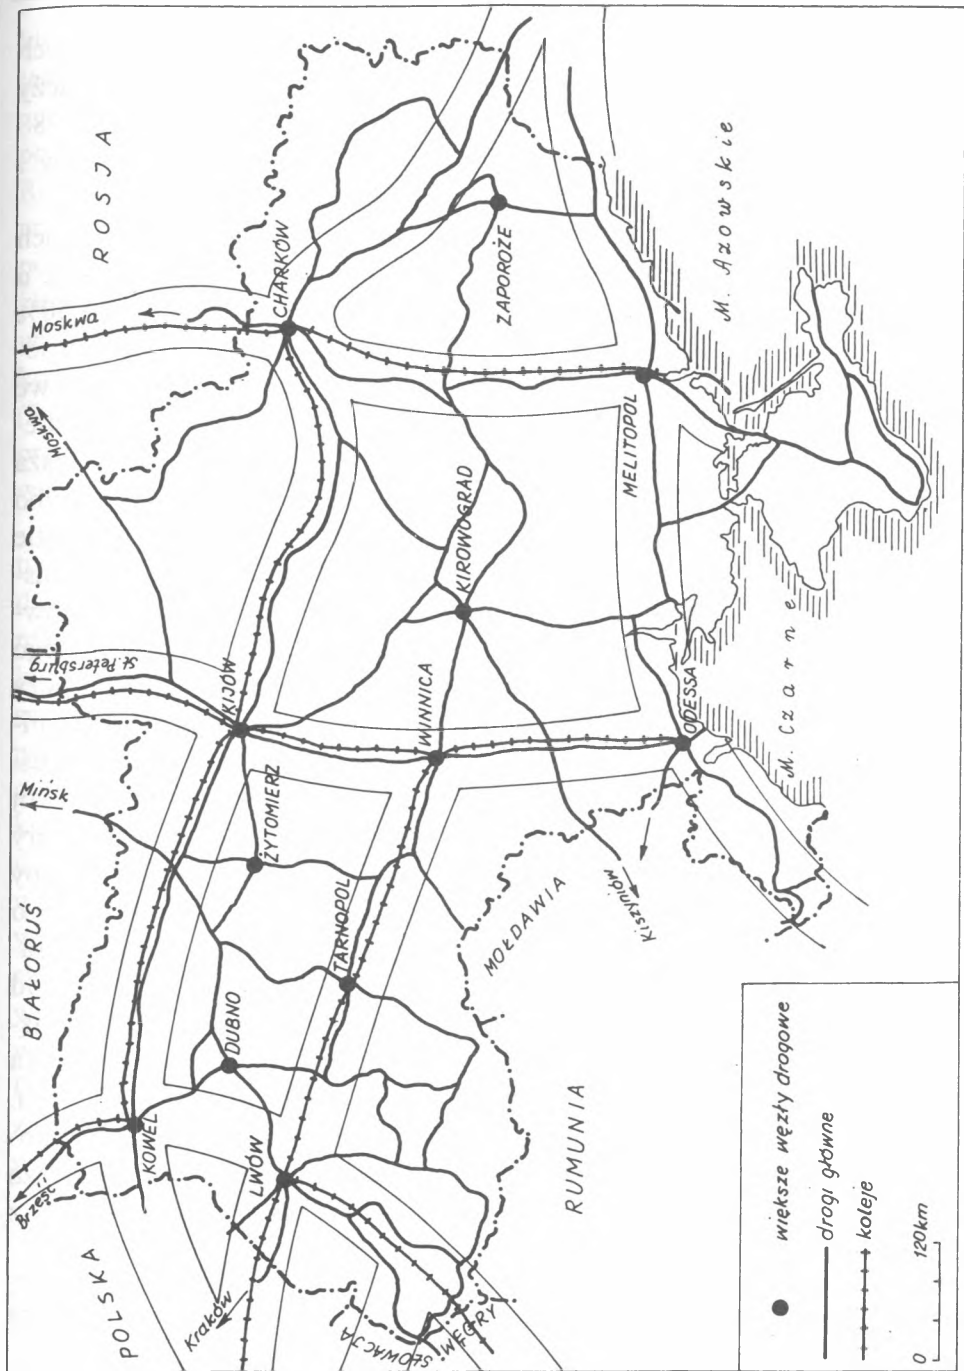 ROSJA
BIAŁORUŚ
POLSKA
SŁOWACJA
WĘGRY
RUMUNIA
MOŁDAWIA
M. Azowskie
M. Czarne
Moskwa
Moskwa
St. Petersburg
Mińsk
Brześć
Kraków
Kiszyniów
CHARKÓW
ZAPOROŻE
MELITOPOL
KIROWOGRAD
KIJÓW
WINNICA
ODESSA
ŻYTOMIERZ
TARNOPOL
DUBNO
KOWEL
LWÓW
większe węzły drogowe
drogi główne
koleje
0 120km